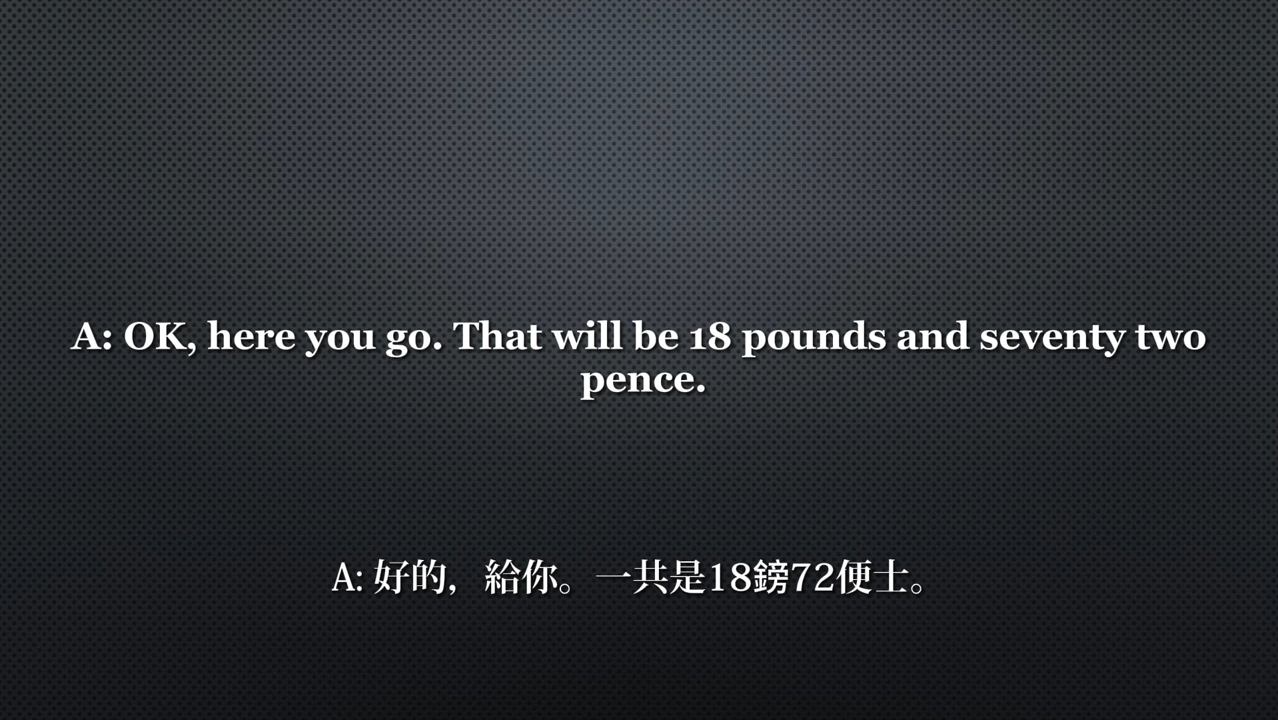 A: OK, here you go. That will be 18 pounds and seventy two
pence.
A: 好的，給你。一共是18鎊72便士。